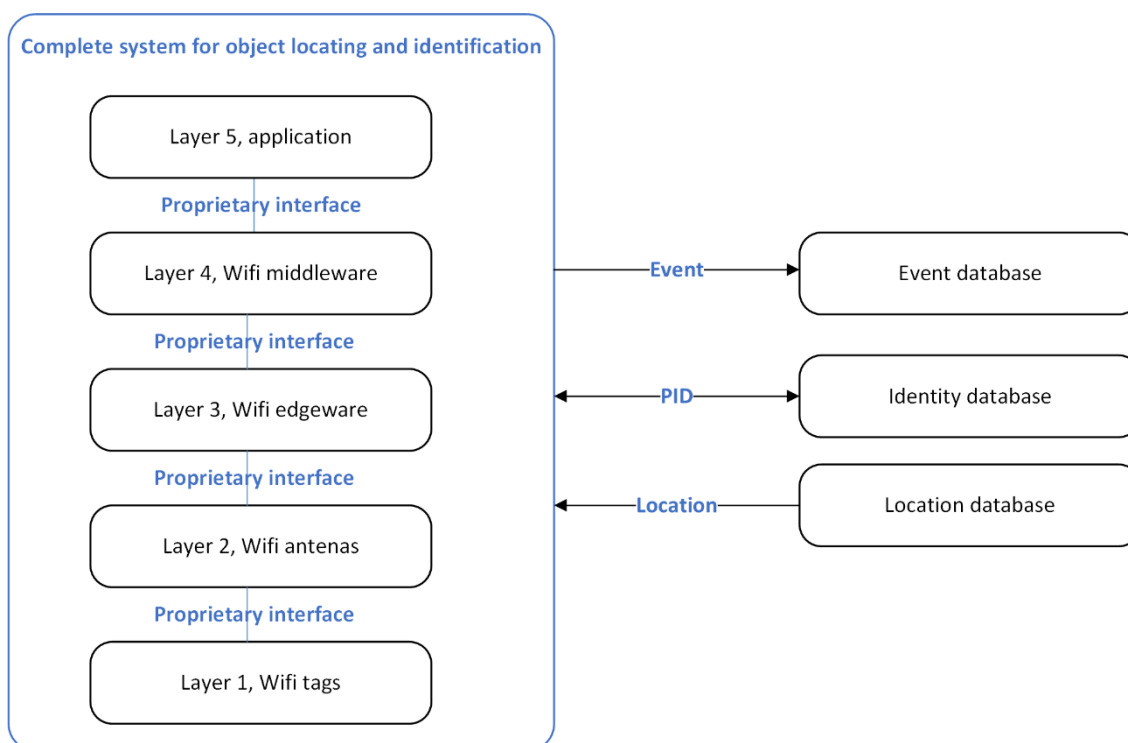 Complete system for object locating and identification
Layer 5, application
Proprietary interface
Layer 4, Wifi middleware
Proprietary interface
Layer 3, Wifi edgeware
Proprietary interface
Layer 2, Wifi antenas
Proprietary interface
Layer 1, Wifi tags
Event
Event database
PID
Identity database
Location
Location database